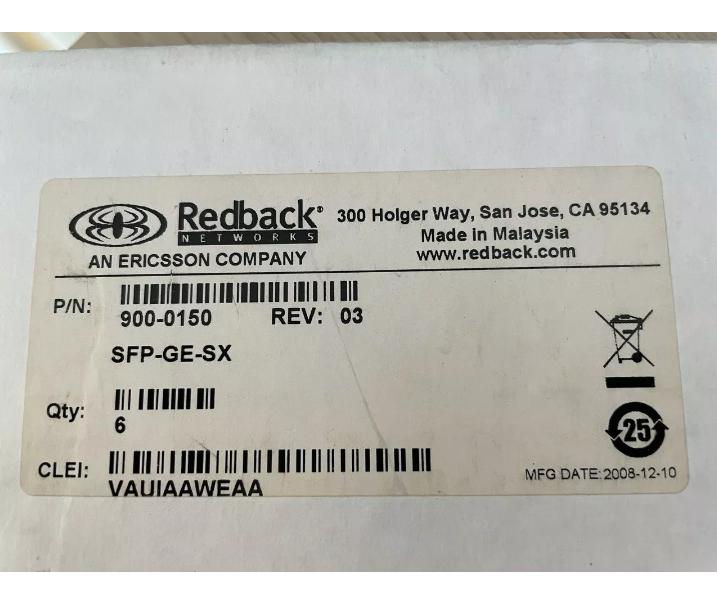 Redback®
NETWORKS
AN ERICSSON COMPANY
300 Holger Way, San Jose, CA 95134
Made in Malaysia
www.redback.com
P/N:
900-0150 REV: 03
SFP-GE-SX
Qty:
6
25
CLEI:
VAUIAAWEAA
MFG DATE: 2008-12-10